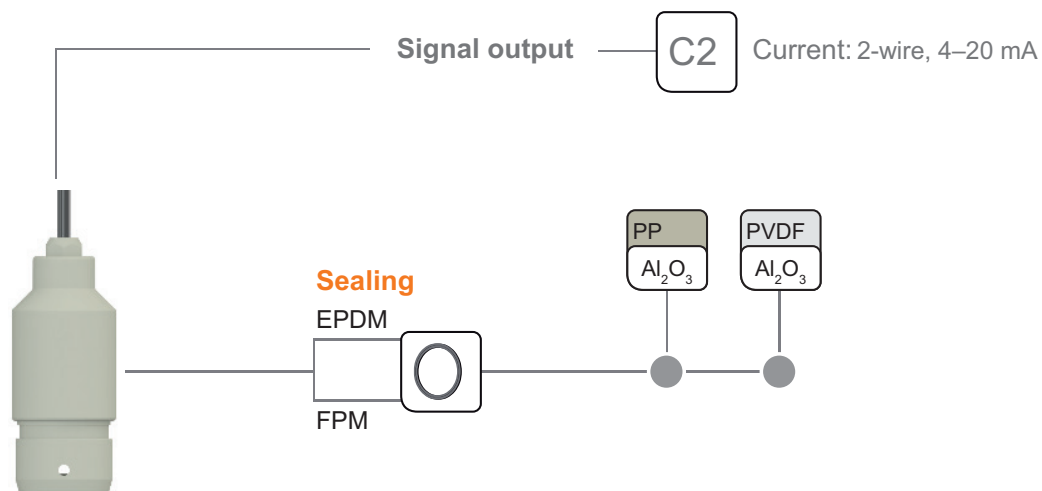 Signal output
C2
Current: 2-wire, 4–20 mA
PP
Al₂O₃
PVDF
Al₂O₃
Sealing
EPDM
FPM